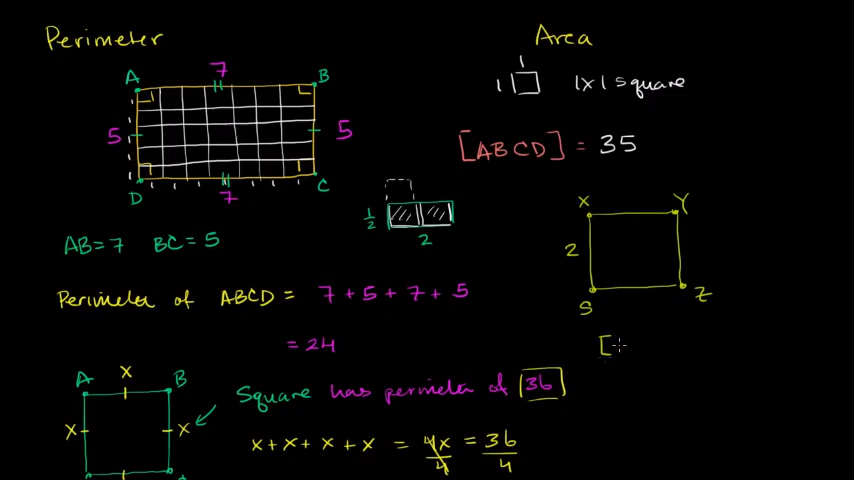 Perimeter
Area
7
A
B
5
5
D
C
7
1
1
1x1 square
[ABCD] = 35
AB=7 BC=5
1/2
2
X
Y
2
S
Z
[
Perimeter of ABCD = 7 + 5 + 7 + 5
= 24
x
A
B
x
x
Square has perimeter of 36
x + x + x + x = 4x/4 = 36/4